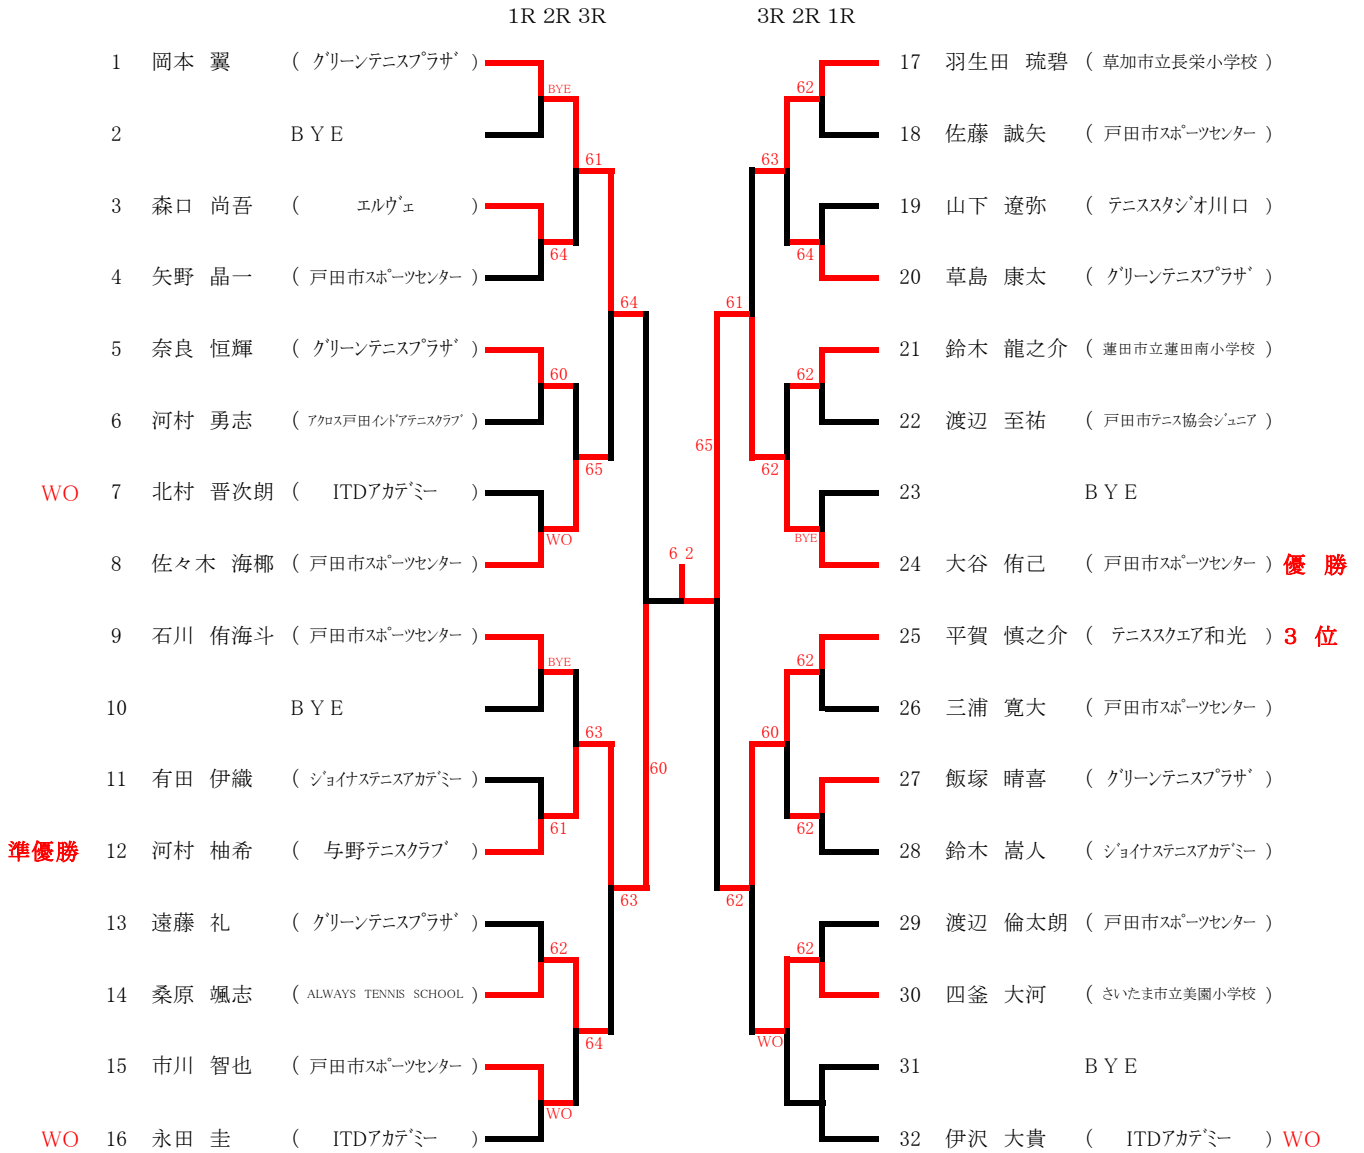 1R 2R 3R
3R 2R 1R
1 岡本 翼 ( グリーンテニスプラザ )
BYE
2 BYE
61
3 森口 尚吾 ( エルヴェ )
64
4 矢野 晶一 ( 戸田市スポーツセンター )
64
5 奈良 恒輝 ( グリーンテニスプラザ )
60
6 河村 勇志 ( アクロス戸田インドアテニスクラブ )
65
WO 7 北村 晋次朗 ( ITDアカデミー )
WO
8 佐々木 海椰 ( 戸田市スポーツセンター )
9 石川 侑海斗 ( 戸田市スポーツセンター )
BYE
10 BYE
63
11 有田 伊織 ( ジョイナステニスアカデミー )
60
61
準優勝 12 河村 柚希 ( 与野テニスクラブ )
63
13 遠藤 礼 ( グリーンテニスプラザ )
62
14 桑原 颯志 ( ALWAYS TENNIS SCHOOL )
64
15 市川 智也 ( 戸田市スポーツセンター )
WO
WO 16 永田 圭 ( ITDアカデミー )
6 2
17 羽生田 琉碧 ( 草加市立長栄小学校 )
62
18 佐藤 誠矢 ( 戸田市スポーツセンター )
63
19 山下 遼弥 ( テニススタジオ川口 )
64
20 草島 康太 ( グリーンテニスプラザ )
61
21 鈴木 龍之介 ( 蓮田市立蓮田南小学校 )
62
22 渡辺 至祐 ( 戸田市テニス協会ジュニア )
65
62
23 BYE
BYE
24 大谷 侑己 ( 戸田市スポーツセンター ) 優 勝
25 平賀 慎之介 ( テニススクエア和光 ) 3 位
62
26 三浦 寛大 ( 戸田市スポーツセンター )
60
27 飯塚 晴喜 ( グリーンテニスプラザ )
62
28 鈴木 嵩人 ( ジョイナステニスアカデミー )
62
29 渡辺 倫太朗 ( 戸田市スポーツセンター )
62
30 四釜 大河 ( さいたま市立美園小学校 )
WO
31 BYE
32 伊沢 大貴 ( ITDアカデミー ) WO